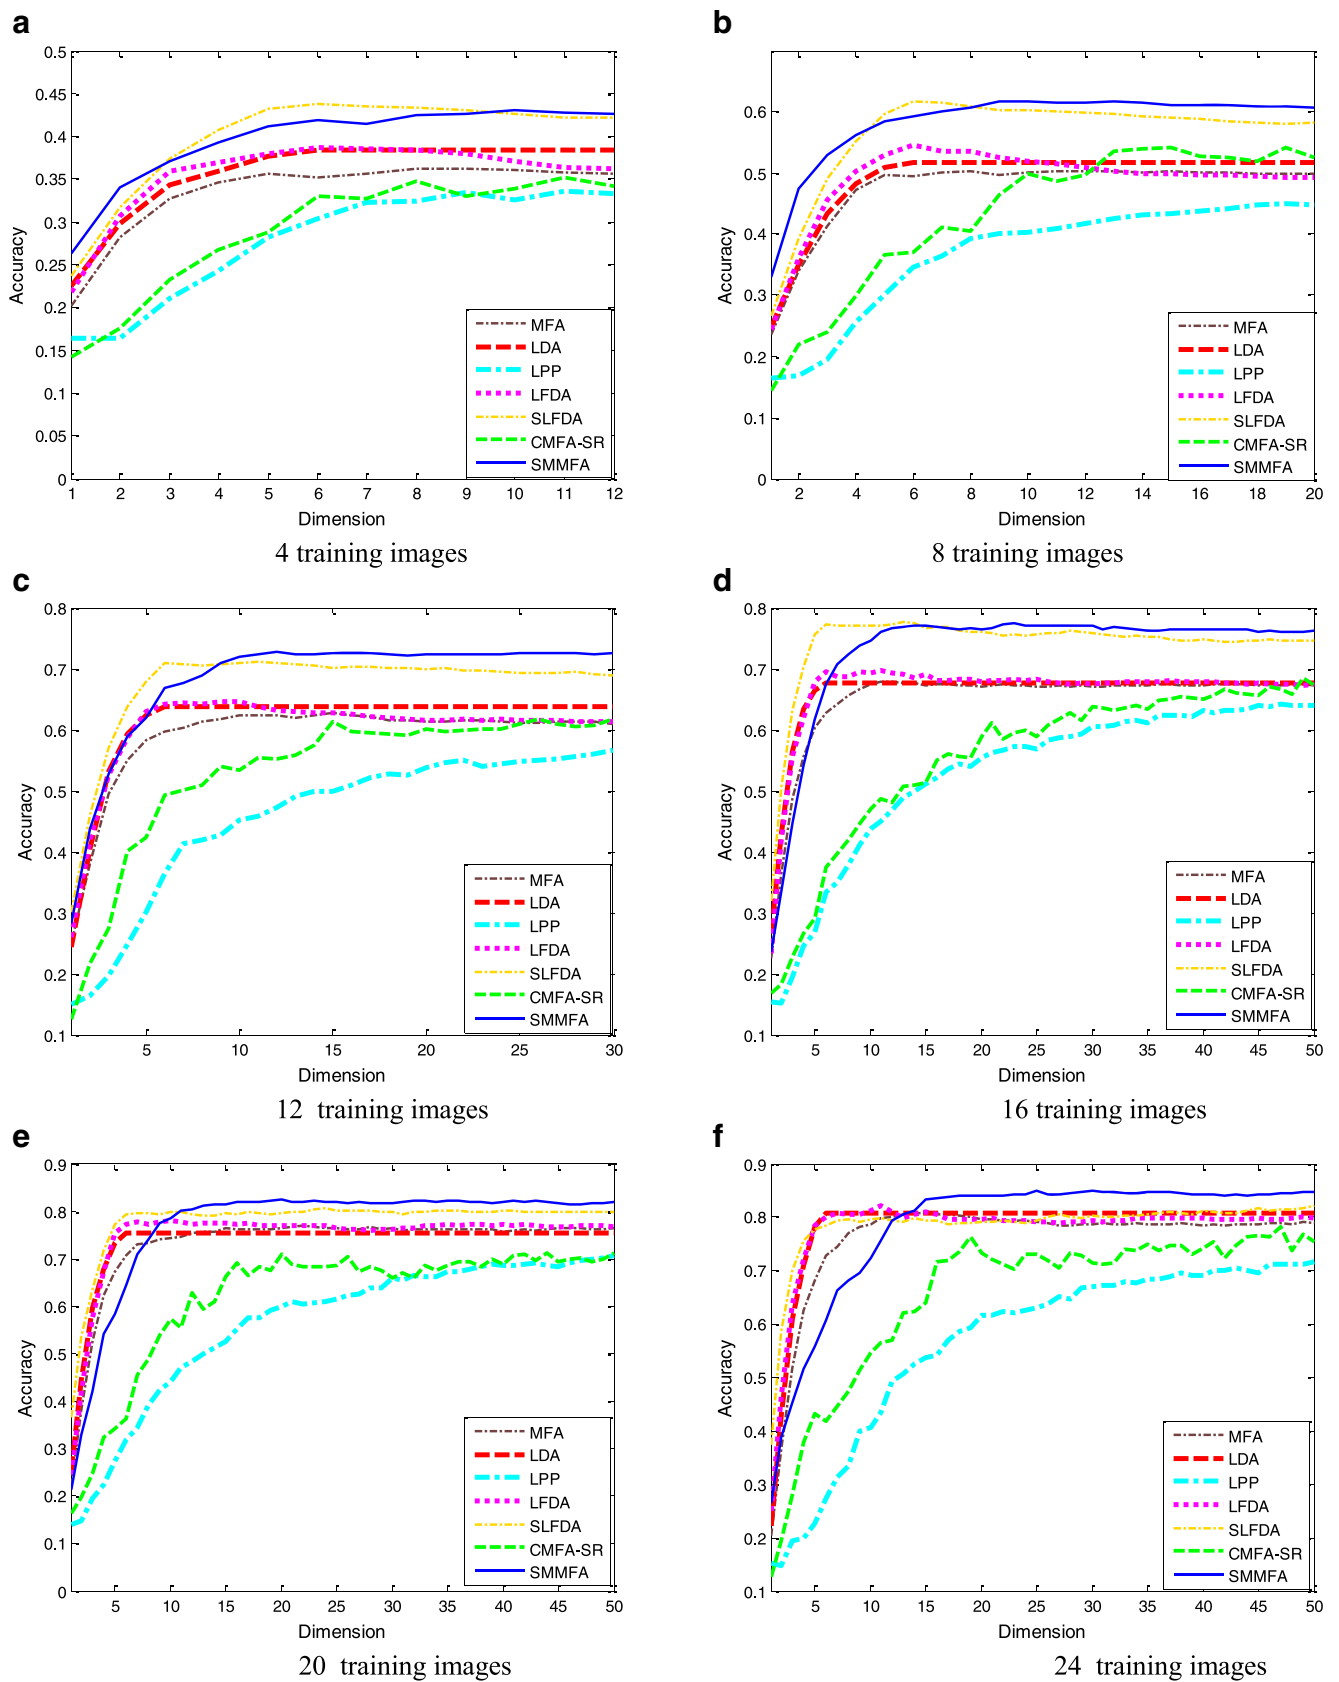 a
0.5
0.45
0.4
0.35
0.3
0.25
0.2
0.15
0.1
0.05
0
Accuracy
MFA
LDA
LPP
LFDA
SLFDA
CMFA-SR
SMMFA
1 2 3 4 5 6 7 8 9 10 11 12
Dimension
4 training images
b
0.6
0.5
0.4
0.3
0.2
0.1
0
Accuracy
MFA
LDA
LPP
LFDA
SLFDA
CMFA-SR
SMMFA
2 4 6 8 10 12 14 16 18 20
Dimension
8 training images
c
0.8
0.7
0.6
0.5
0.4
0.3
0.2
0.1
Accuracy
MFA
LDA
LPP
LFDA
SLFDA
CMFA-SR
SMMFA
5 10 15 20 25 30
Dimension
12 training images
d
0.8
0.7
0.6
0.5
0.4
0.3
0.2
0.1
Accuracy
MFA
LDA
LPP
LFDA
SLFDA
CMFA-SR
SMMFA
5 10 15 20 25 30 35 40 45 50
Dimension
16 training images
e
0.9
0.8
0.7
0.6
0.5
0.4
0.3
0.2
0.1
0
Accuracy
MFA
LDA
LPP
LFDA
SLFDA
CMFA-SR
SMMFA
5 10 15 20 25 30 35 40 45 50
Dimension
20 training images
f
0.9
0.8
0.7
0.6
0.5
0.4
0.3
0.2
0.1
Accuracy
MFA
LDA
LPP
LFDA
SLFDA
CMFA-SR
SMMFA
5 10 15 20 25 30 35 40 45 50
Dimension
24 training images